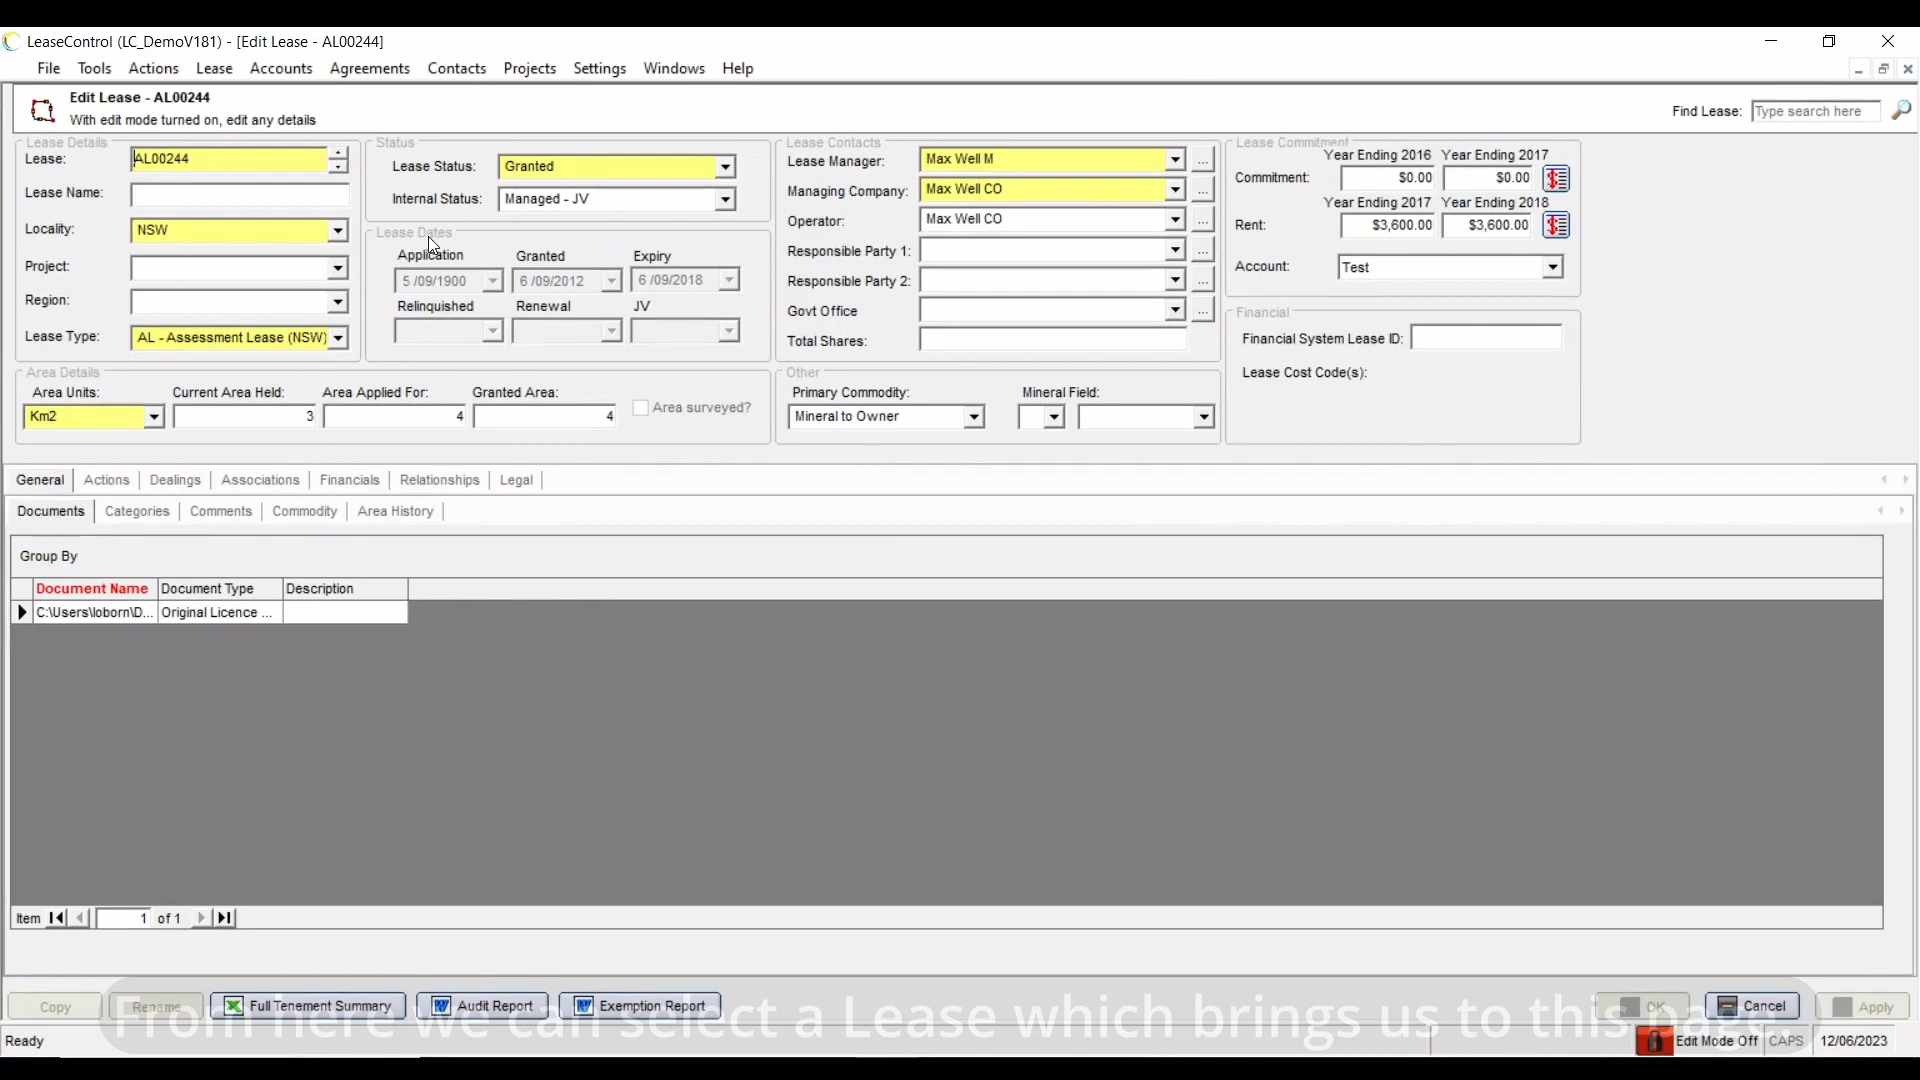 LeaseControl (LC_DemoV181) - [Edit Lease - AL00244]
File Tools Actions Lease Accounts Agreements Contacts Projects Settings Windows Help
Edit Lease - AL00244
With edit mode turned on, edit any details
Find Lease: Type search here
Lease Details
Lease: AL00244
Lease Name:
Locality: NSW
Project:
Region:
Lease Type: AL - Assessment Lease (NSW)
Status
Lease Status: Granted
Internal Status: Managed - JV
Lease Dates
Application Granted Expiry
5 /09/1900 6 /09/2012 6 /09/2018
Relinquished Renewal JV
Lease Contacts
Lease Manager: Max Well M ...
Managing Company: Max Well CO ...
Operator: Max Well CO ...
Responsible Party 1: ...
Responsible Party 2: ...
Govt Office ...
Total Shares:
Lease Commitment
Year Ending 2016 Year Ending 2017
Commitment: $0.00 $0.00
Year Ending 2017 Year Ending 2018
Rent: $3,600.00 $3,600.00
Account: Test
Financial
Financial System Lease ID:
Lease Cost Code(s):
Area Details
Area Units: Current Area Held: Area Applied For: Granted Area:
Km2 3 4 4 Area surveyed?
Other
Primary Commodity: Mineral Field:
Mineral to Owner
General Actions Dealings Associations Financials Relationships Legal
Documents Categories Comments Commodity Area History
Group By
Document Name Document Type Description
C:\Users\loborn\D... Original Licence ...
Item 1 of 1
Copy Rename Full Tenement Summary Audit Report Exemption Report OK Cancel Apply
From here we can select a Lease which brings us to this page.
Ready Edit Mode Off CAPS 12/06/2023